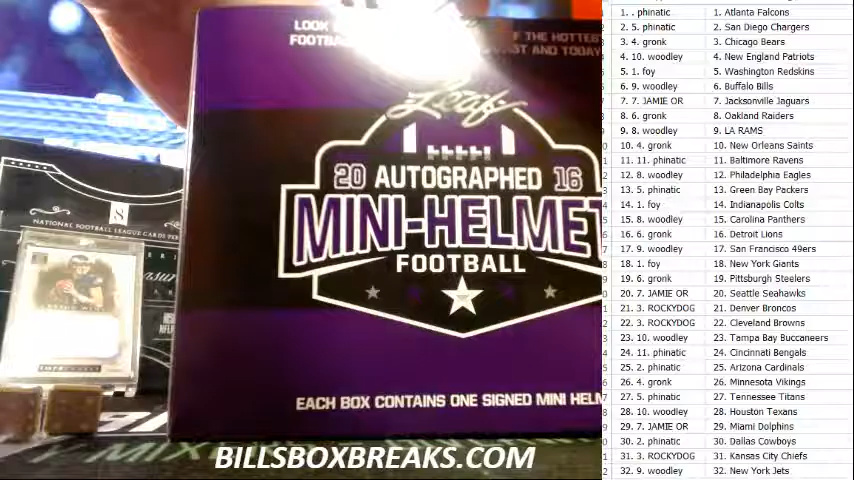 LOOK
FOOTBA
F THE HOTTES
AST AND TODAY
Leaf
20 AUTOGRAPHED 16
MINI-HELMET
FOOTBALL
EACH BOX CONTAINS ONE SIGNED MINI HELM
8
NATIONAL FOOTBALL LEAGUE CARDS PER
BILLSBOXBREAKS.COM
1. . phinatic 1. Atlanta Falcons
2. 5. phinatic 2. San Diego Chargers
3. 4. gronk 3. Chicago Bears
4. 10. woodley 4. New England Patriots
5. 1. foy 5. Washington Redskins
6. 9. woodley 6. Buffalo Bills
7. 7. JAMIE OR 7. Jacksonville Jaguars
8. 6. gronk 8. Oakland Raiders
9. 8. woodley 9. LA RAMS
10. 4. gronk 10. New Orleans Saints
11. 11. phinatic 11. Baltimore Ravens
12. 8. woodley 12. Philadelphia Eagles
13. 5. phinatic 13. Green Bay Packers
14. 1. foy 14. Indianapolis Colts
15. 8. woodley 15. Carolina Panthers
16. 6. gronk 16. Detroit Lions
17. 9. woodley 17. San Francisco 49ers
18. 1. foy 18. New York Giants
19. 6. gronk 19. Pittsburgh Steelers
20. 7. JAMIE OR 20. Seattle Seahawks
21. 3. ROCKYDOG 21. Denver Broncos
22. 3. ROCKYDOG 22. Cleveland Browns
23. 10. woodley 23. Tampa Bay Buccaneers
24. 11. phinatic 24. Cincinnati Bengals
25. 2. phinatic 25. Arizona Cardinals
26. 4. gronk 26. Minnesota Vikings
27. 5. phinatic 27. Tennessee Titans
28. 10. woodley 28. Houston Texans
29. 7. JAMIE OR 29. Miami Dolphins
30. 2. phinatic 30. Dallas Cowboys
31. 3. ROCKYDOG 31. Kansas City Chiefs
32. 9. woodley 32. New York Jets